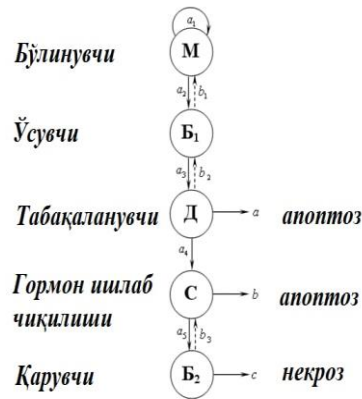 a₁
Бўлинувчи М
a₂ b₁
Ўсувчи Б₁
a₃ b₂
Табақаланувчи Д a апоптоз
a₄
Гормон ишлаб
чиқилиши С b апоптоз
a₅ b₃
Қарувчи Б₂ c некроз